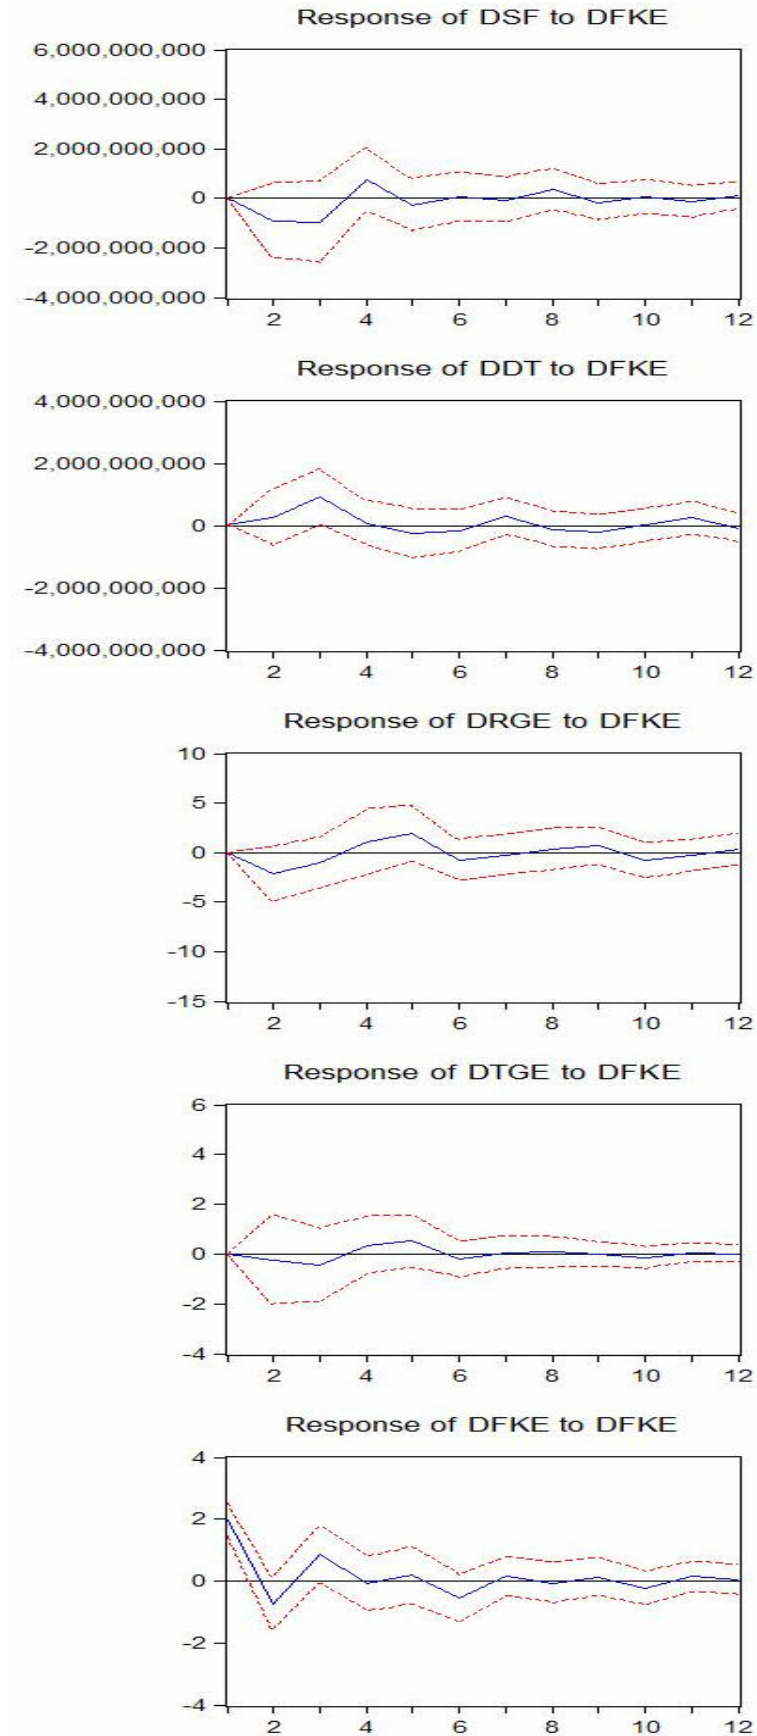 Response of DSF to DFKE
6,000,000,000
4,000,000,000
2,000,000,000
0
-2,000,000,000
-4,000,000,000
2 4 6 8 10 12
Response of DDT to DFKE
4,000,000,000
2,000,000,000
0
-2,000,000,000
-4,000,000,000
2 4 6 8 10 12
Response of DRGE to DFKE
10
5
0
-5
-10
-15
2 4 6 8 10 12
Response of DTGE to DFKE
6
4
2
0
-2
-4
2 4 6 8 10 12
Response of DFKE to DFKE
4
2
0
-2
-4
2 4 6 8 10 12